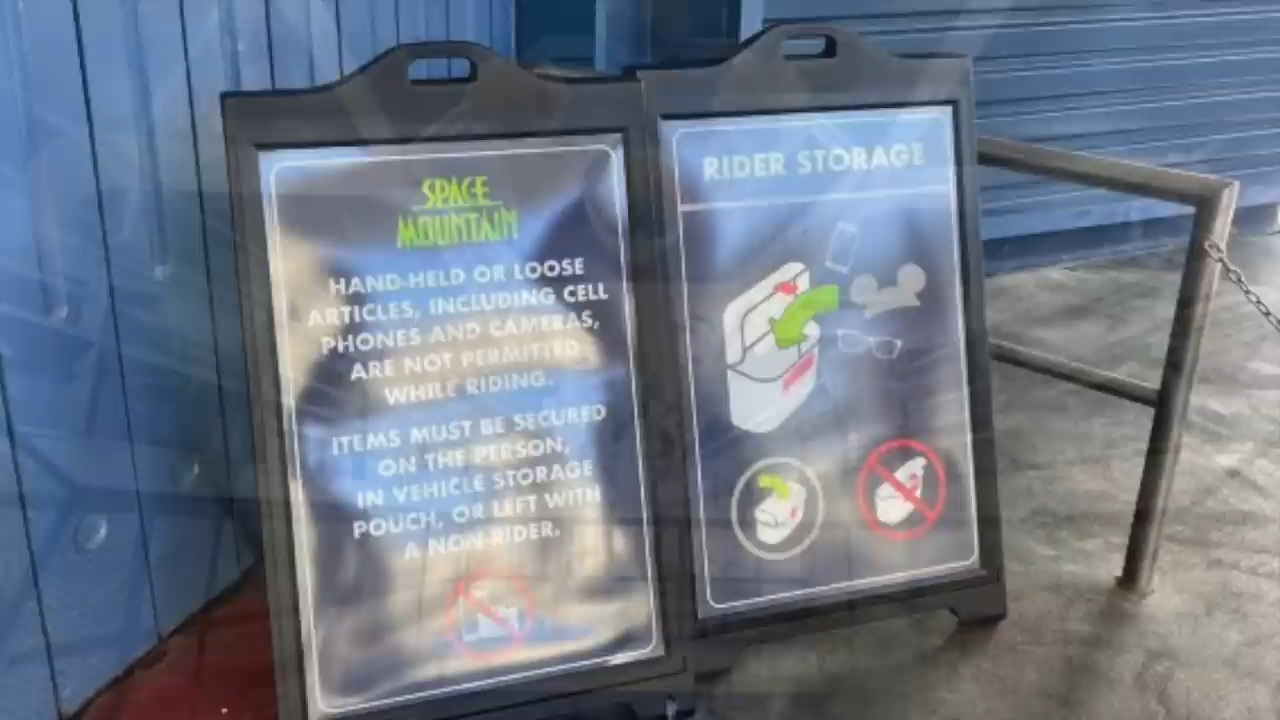 SPACE
MOUNTAIN
HAND-HELD OR LOOSE
ARTICLES, INCLUDING CELL
PHONES AND CAMERAS,
ARE NOT PERMITTED
WHILE RIDING.
ITEMS MUST BE SECURED
ON THE PERSON,
IN VEHICLE STORAGE
POUCH, OR LEFT WITH
A NON-RIDER.
RIDER STORAGE